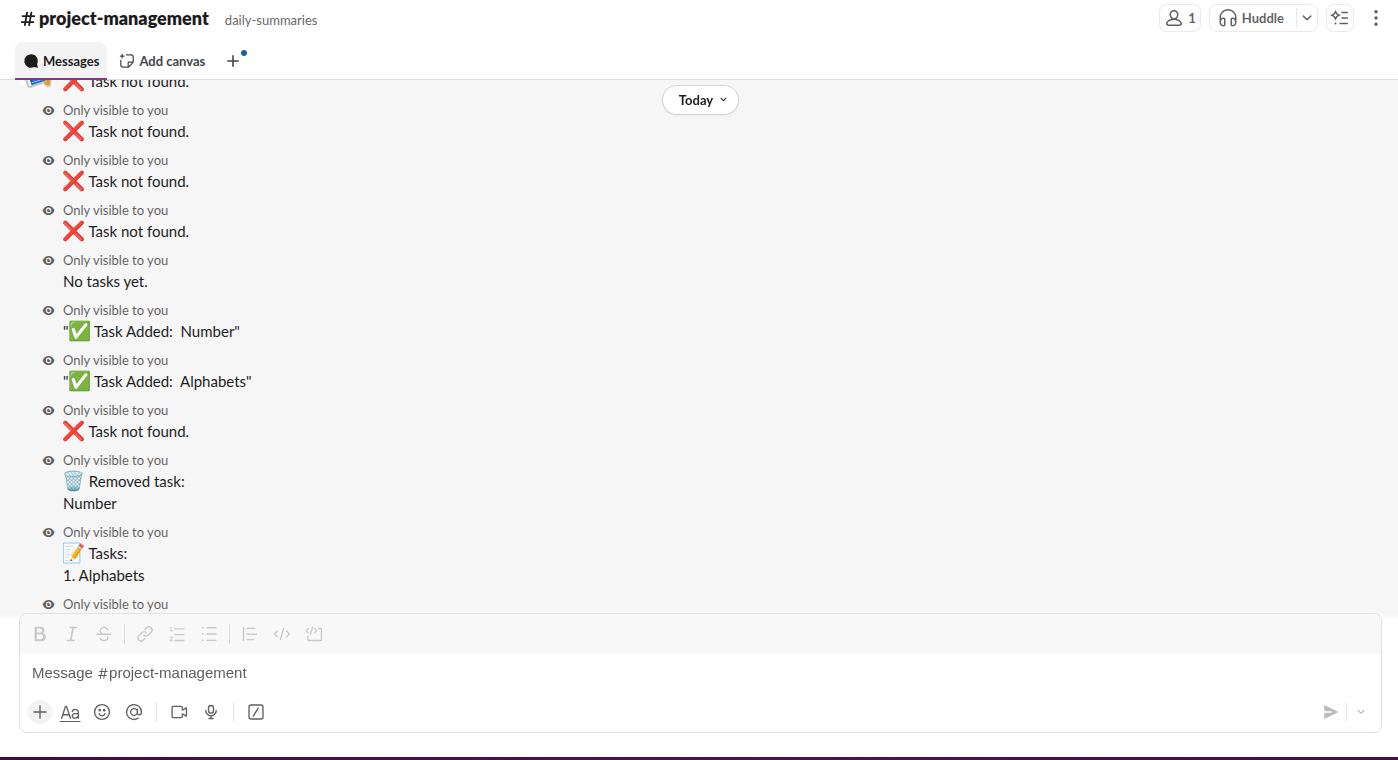 # project-management daily-summaries 1 Huddle
Messages Add canvas
❌ Task not found.
Today
Only visible to you
❌ Task not found.
Only visible to you
❌ Task not found.
Only visible to you
❌ Task not found.
Only visible to you
No tasks yet.
Only visible to you
"✅ Task Added:  Number"
Only visible to you
"✅ Task Added:  Alphabets"
Only visible to you
❌ Task not found.
Only visible to you
🗑️ Removed task:
Number
Only visible to you
📝 Tasks:
1. Alphabets
Only visible to you
Message #project-management
Aa